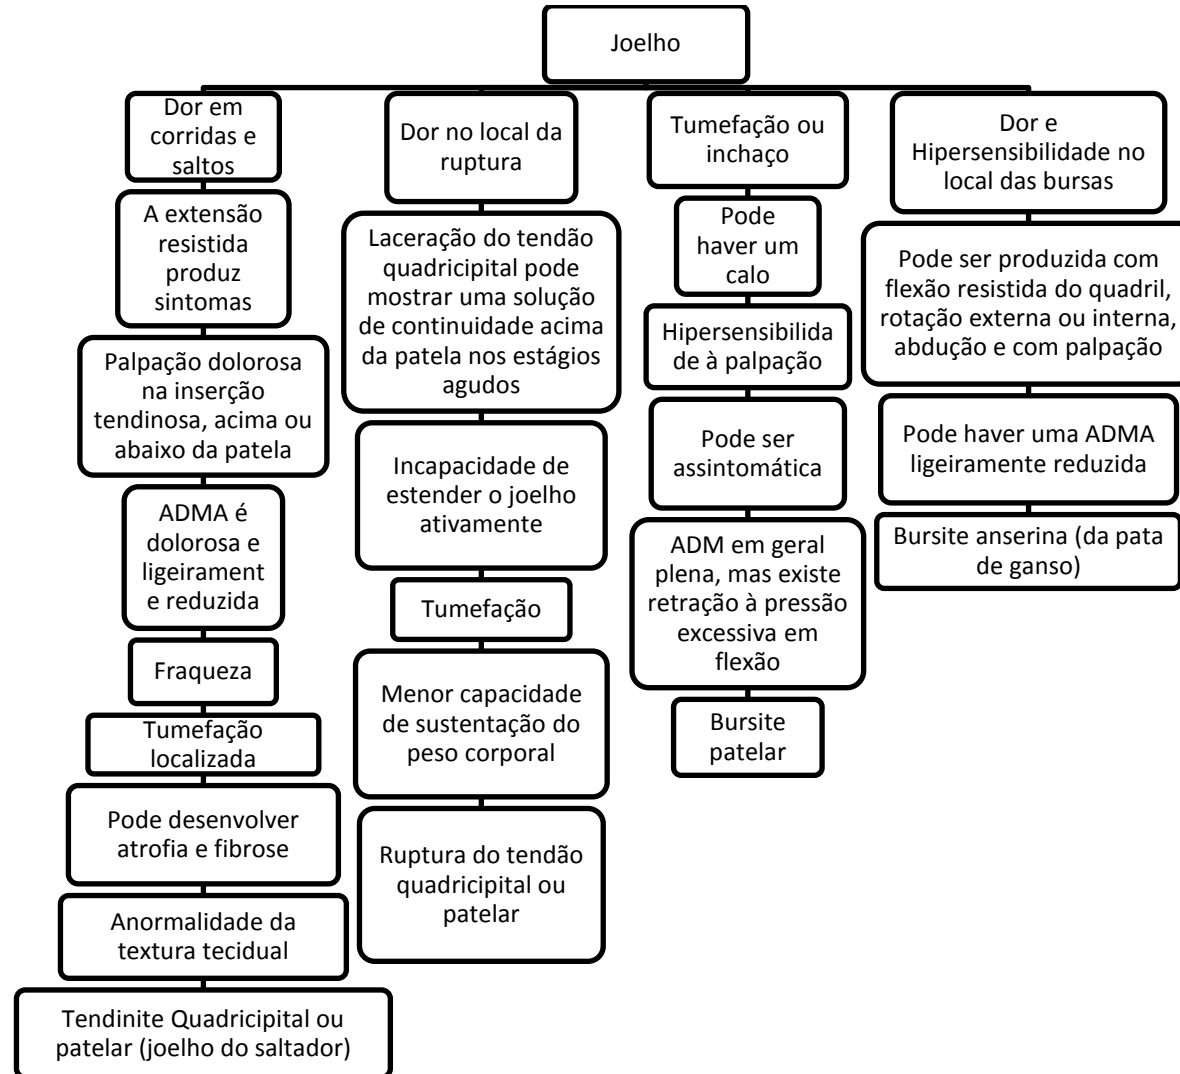 Joelho
Dor em
corridas e
saltos
A extensão
resistida
produz
sintomas
Palpação dolorosa
na inserção
tendinosa, acima ou
abaixo da patela
ADMA é
dolorosa e
ligeirament
e reduzida
Fraqueza
Tumefação
localizada
Pode desenvolver
atrofia e fibrose
Anormalidade da
textura tecidual
Tendinite Quadricipital ou
patelar (joelho do saltador)
Dor no local da
ruptura
Laceração do tendão
quadricipital pode
mostrar uma solução
de continuidade acima
da patela nos estágios
agudos
Incapacidade de
estender o joelho
ativamente
Tumefação
Menor capacidade
de sustentação do
peso corporal
Ruptura do tendão
quadricipital ou
patelar
Tumefação ou
inchaço
Pode
haver um
calo
Hipersensibilida
de à palpação
Pode ser
assintomática
ADM em geral
plena, mas existe
retração à pressão
excessiva em
flexão
Bursite
patelar
Dor e
Hipersensibilidade no
local das bursas
Pode ser produzida com
flexão resistida do quadril,
rotação externa ou interna,
abdução e com palpação
Pode haver uma ADMA
ligeiramente reduzida
Bursite anserina (da pata
de ganso)